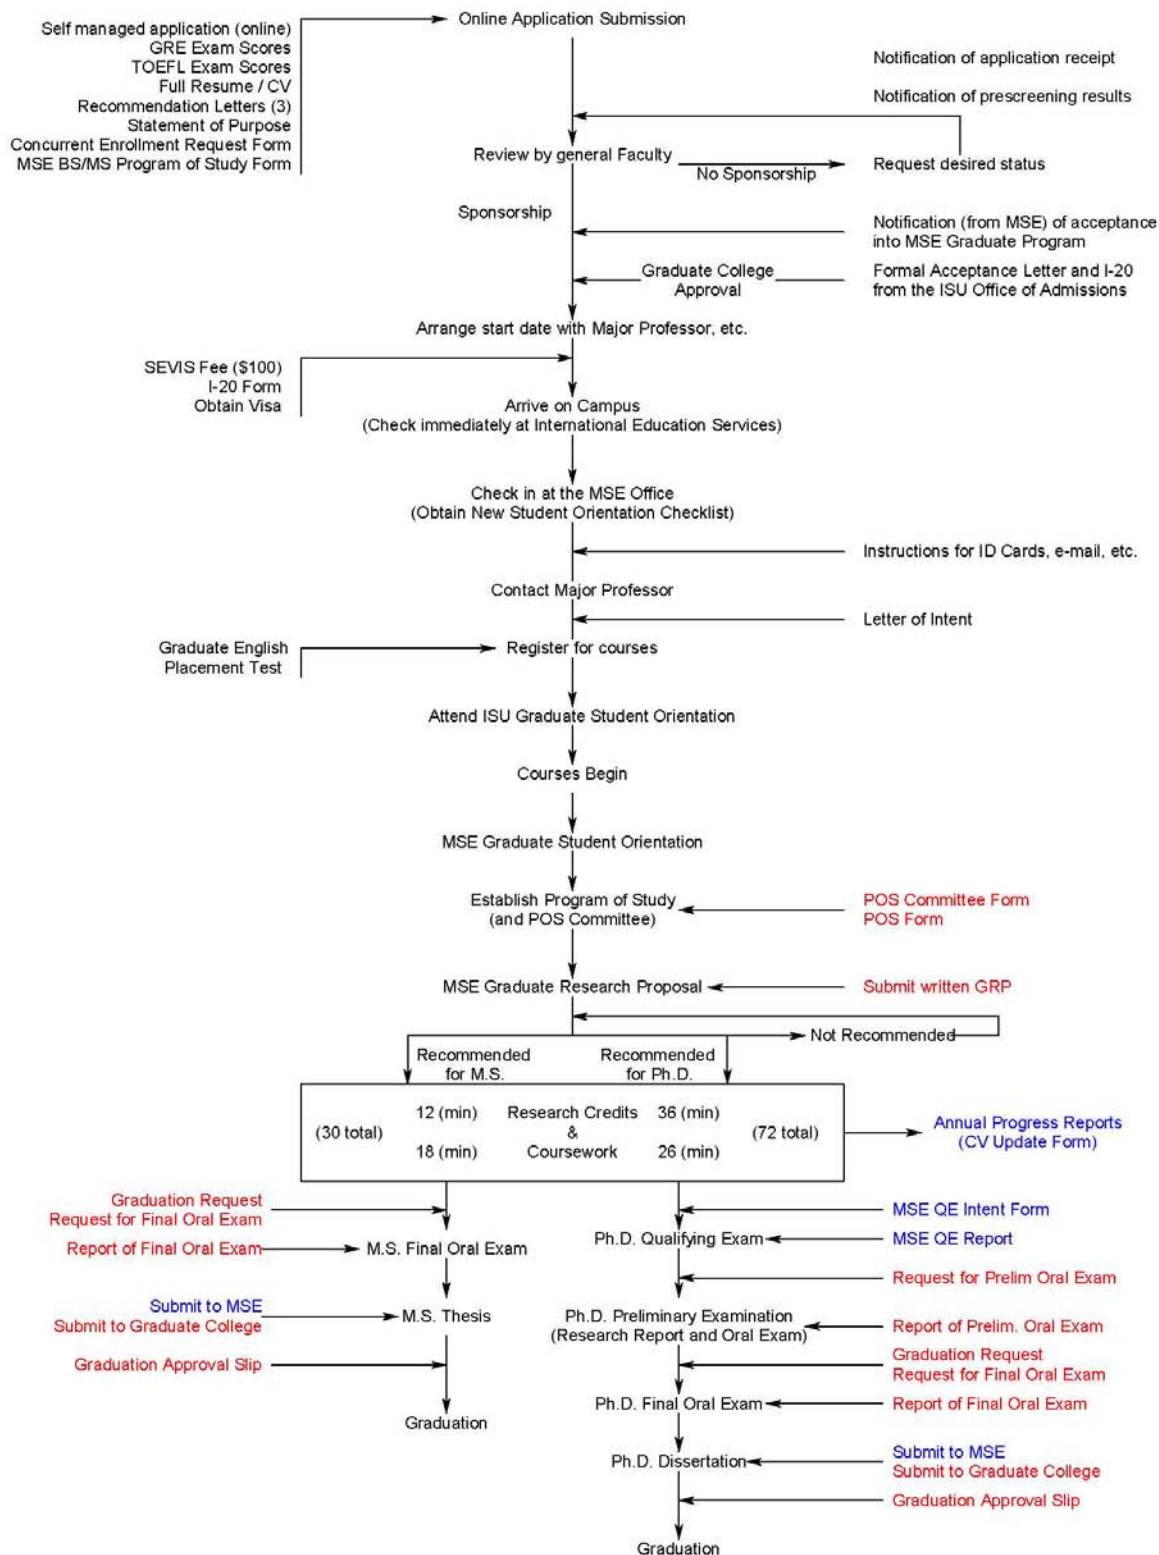 Online Application Submission
Self managed application (online)
GRE Exam Scores
TOEFL Exam Scores
Full Resume / CV
Recommendation Letters (3)
Statement of Purpose
Concurrent Enrollment Request Form
MSE BS/MS Program of Study Form
Notification of application receipt
Notification of prescreening results
Review by general Faculty
No Sponsorship
Request desired status
Sponsorship
Notification (from MSE) of acceptance
into MSE Graduate Program
Graduate College
Approval
Formal Acceptance Letter and I-20
from the ISU Office of Admissions
Arrange start date with Major Professor, etc.
SEVIS Fee ($100)
I-20 Form
Obtain Visa
Arrive on Campus
(Check immediately at International Education Services)
Check in at the MSE Office
(Obtain New Student Orientation Checklist)
Instructions for ID Cards, e-mail, etc.
Contact Major Professor
Letter of Intent
Graduate English
Placement Test
Register for courses
Attend ISU Graduate Student Orientation
Courses Begin
MSE Graduate Student Orientation
Establish Program of Study
(and POS Committee)
POS Committee Form
POS Form
MSE Graduate Research Proposal
Submit written GRP
Not Recommended
Recommended
for M.S.
Recommended
for Ph.D.
12 (min) Research Credits 36 (min)
(30 total) & (72 total)
18 (min) Coursework 26 (min)
Annual Progress Reports
(CV Update Form)
Graduation Request
Request for Final Oral Exam
Report of Final Oral Exam
M.S. Final Oral Exam
Submit to MSE
Submit to Graduate College
M.S. Thesis
Graduation Approval Slip
Graduation
MSE QE Intent Form
Ph.D. Qualifying Exam
MSE QE Report
Request for Prelim Oral Exam
Ph.D. Preliminary Examination
(Research Report and Oral Exam)
Report of Prelim. Oral Exam
Graduation Request
Request for Final Oral Exam
Ph.D. Final Oral Exam
Report of Final Oral Exam
Ph.D. Dissertation
Submit to MSE
Submit to Graduate College
Graduation Approval Slip
Graduation